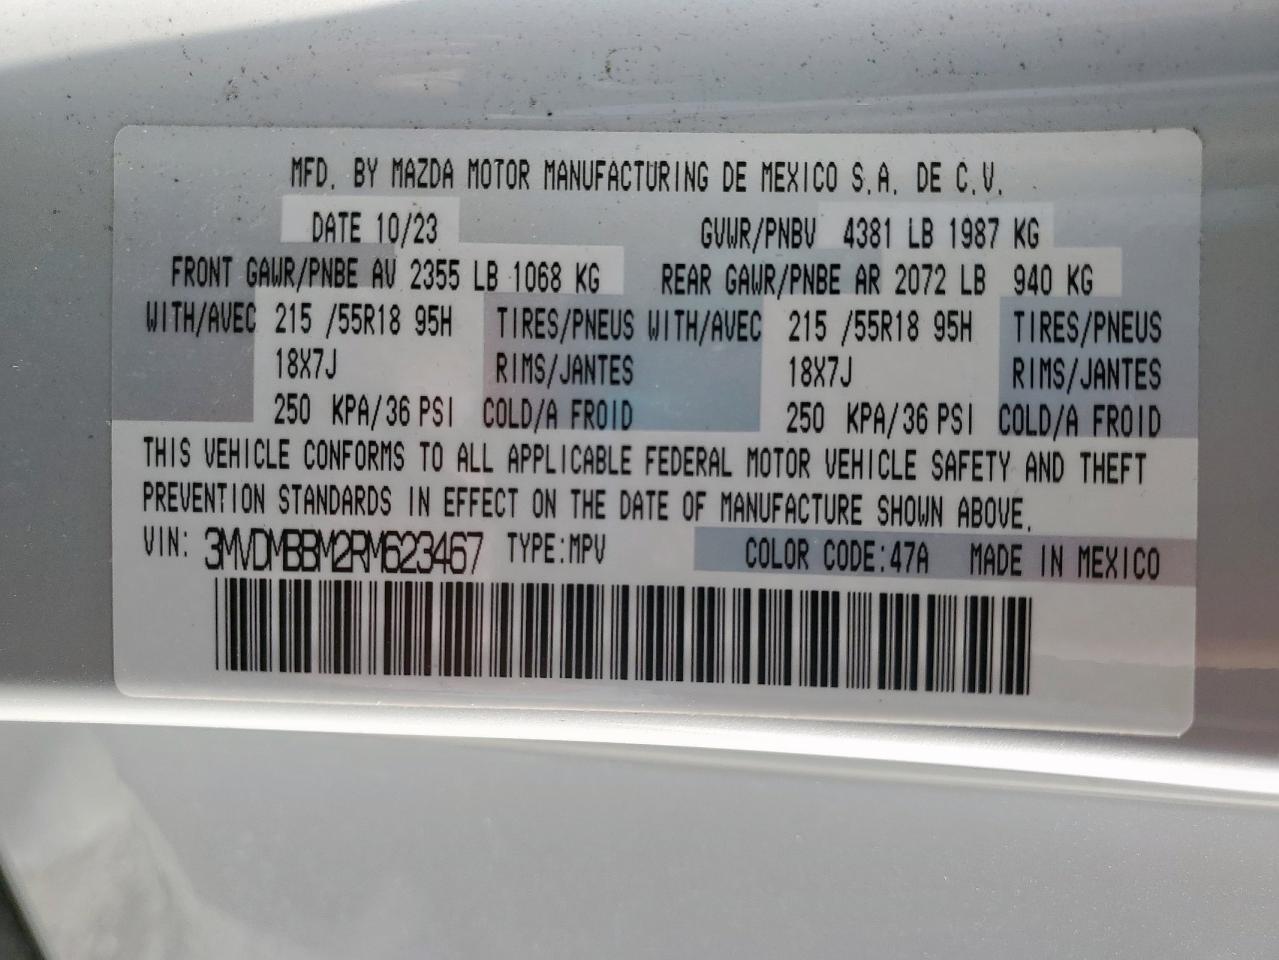 MFD. BY MAZDA MOTOR MANUFACTURING DE MEXICO S.A. DE C.V.
DATE 10/23 GVWR/PNBV 4381 LB 1987 KG
FRONT GAWR/PNBE AV 2355 LB 1068 KG REAR GAWR/PNBE AR 2072 LB 940 KG
WITH/AVEC 215 /55R18 95H TIRES/PNEUS WITH/AVEC 215 /55R18 95H TIRES/PNEUS
18X7J RIMS/JANTES 18X7J RIMS/JANTES
250 KPA/36 PSI COLD/A FROID 250 KPA/36 PSI COLD/A FROID
THIS VEHICLE CONFORMS TO ALL APPLICABLE FEDERAL MOTOR VEHICLE SAFETY AND THEFT
PREVENTION STANDARDS IN EFFECT ON THE DATE OF MANUFACTURE SHOWN ABOVE.
VIN: 3MVDMBBM2RM623467 TYPE:MPV COLOR CODE:47A MADE IN MEXICO